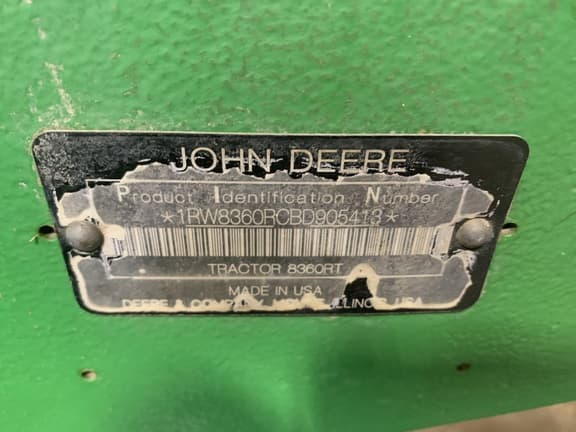 JOHN DEERE
Product Identification Number
*1RW8360RCBD905413*
TRACTOR 8360RT
MADE IN USA
DEERE & COMPANY ILLINOIS USA